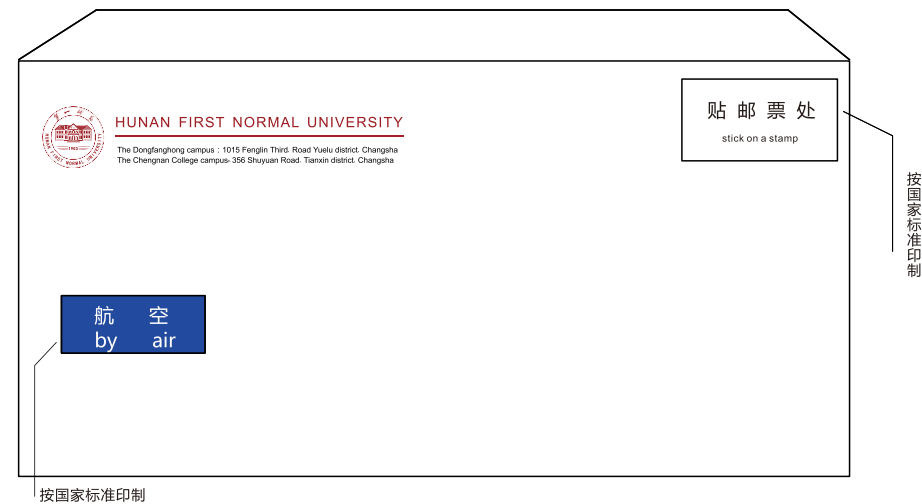 贴邮票处
stick on a stamp
HUNAN FIRST NORMAL UNIVERSITY
The Dongfanghong campus : 1015 Fenglin Third. Road Yuelu district. Changsha
The Chengnan College campus- 356 Shuyuan Road. Tianxin district. Changsha
1903
按国家标准印制
航 空
by air
按国家标准印制